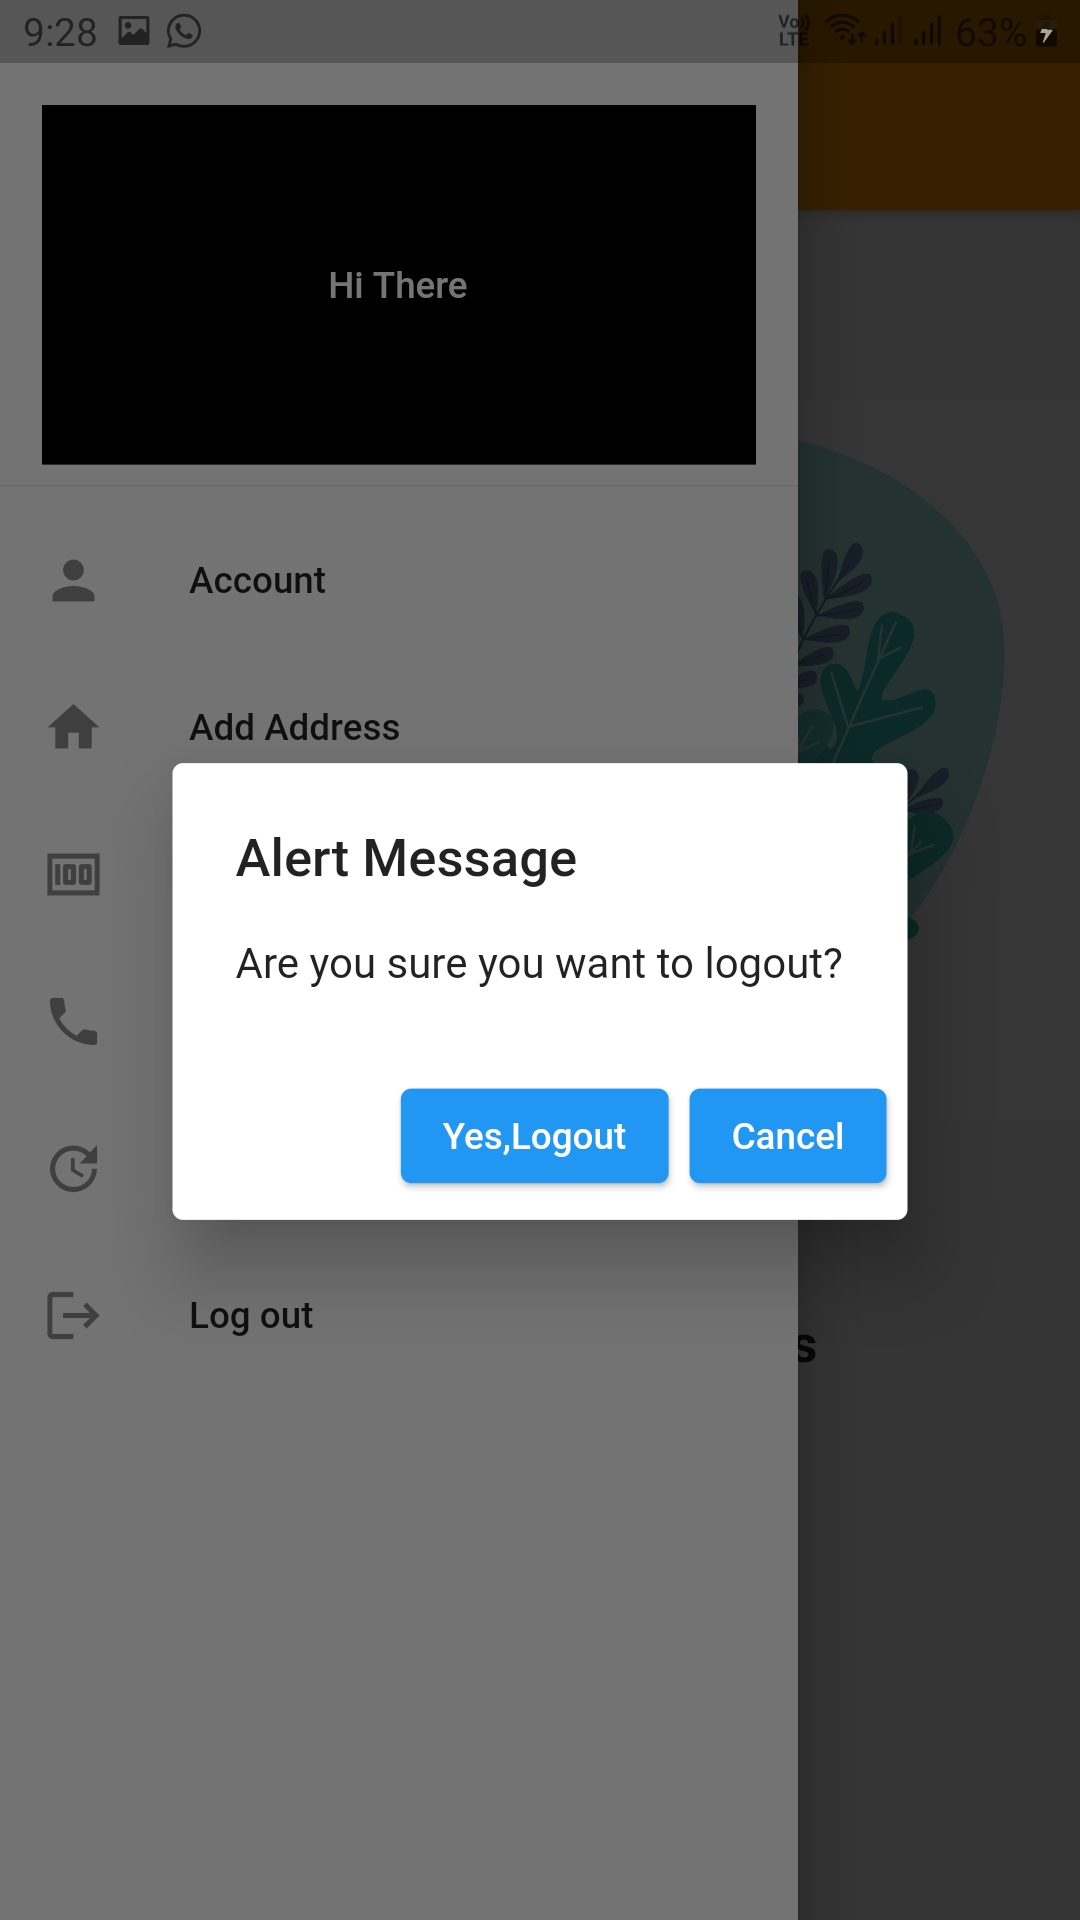 9:28
Vo)) LTE 63%
Hi There
Account
Add Address
100
Alert Message
Are you sure you want to logout?
Yes,Logout
Cancel
Log out
s